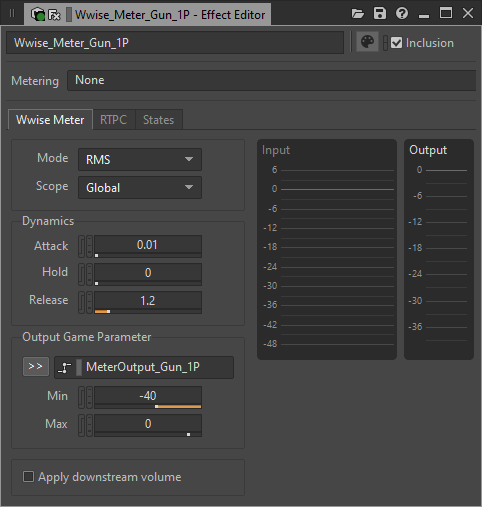 Wwise_Meter_Gun_1P - Effect Editor
Wwise_Meter_Gun_1P
Inclusion
Metering None
Wwise Meter RTPC States
Mode RMS
Scope Global
Dynamics
Attack 0.01
Hold 0
Release 1.2
Output Game Parameter
>> MeterOutput_Gun_1P
Min -40
Max 0
Apply downstream volume
Input
6
0
-6
-12
-18
-24
-30
-36
-42
-48
Output
0
-6
-12
-18
-24
-30
-36